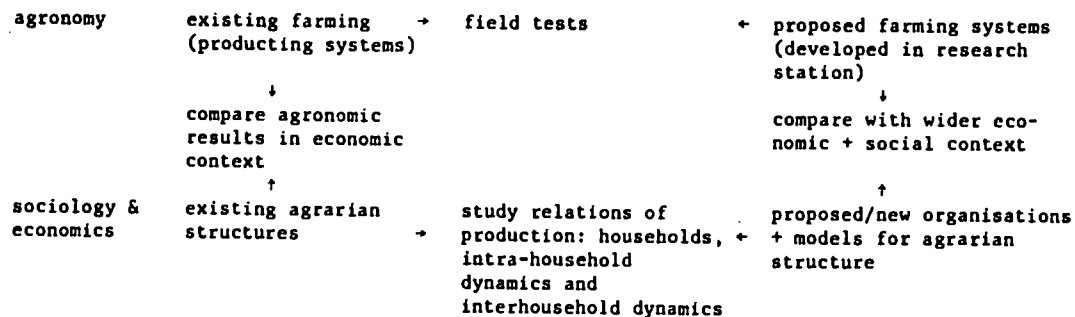 agronomy existing farming → field tests ← proposed farming systems
(producting systems) (developed in research
station)
↓ ↓
compare agronomic compare with wider eco-
results in economic nomic + social context
context
↑ ↑
sociology & existing agrarian study relations of proposed/new organisations
economics structures → production: households, ← + models for agrarian
intra-household structure
dynamics and
interhousehold dynamics